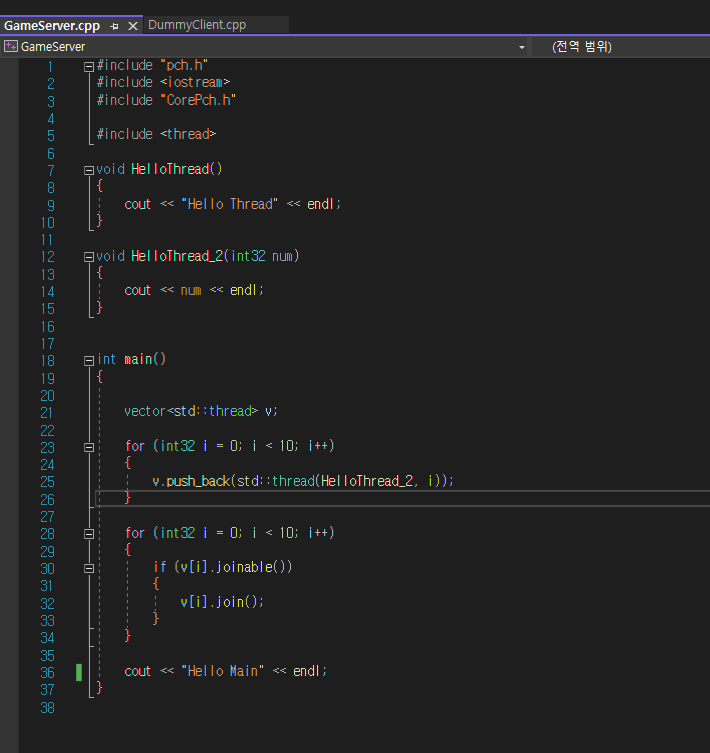 GameServer.cpp DummyClient.cpp
GameServer (전역 범위)
1 #include "pch.h"
2 #include <iostream>
3 #include "CorePch.h"
4
5 #include <thread>
6
7 void HelloThread()
8 {
9 cout << "Hello Thread" << endl;
10 }
11
12 void HelloThread_2(int32 num)
13 {
14 cout << num << endl;
15 }
16
17
18 int main()
19 {
20
21 vector<std::thread> v;
22
23 for (int32 i = 0; i < 10; i++)
24 {
25 v.push_back(std::thread(HelloThread_2, i));
26 }
27
28 for (int32 i = 0; i < 10; i++)
29 {
30 if (v[i].joinable())
31 {
32 v[i].join();
33 }
34 }
35
36 cout << "Hello Main" << endl;
37 }
38